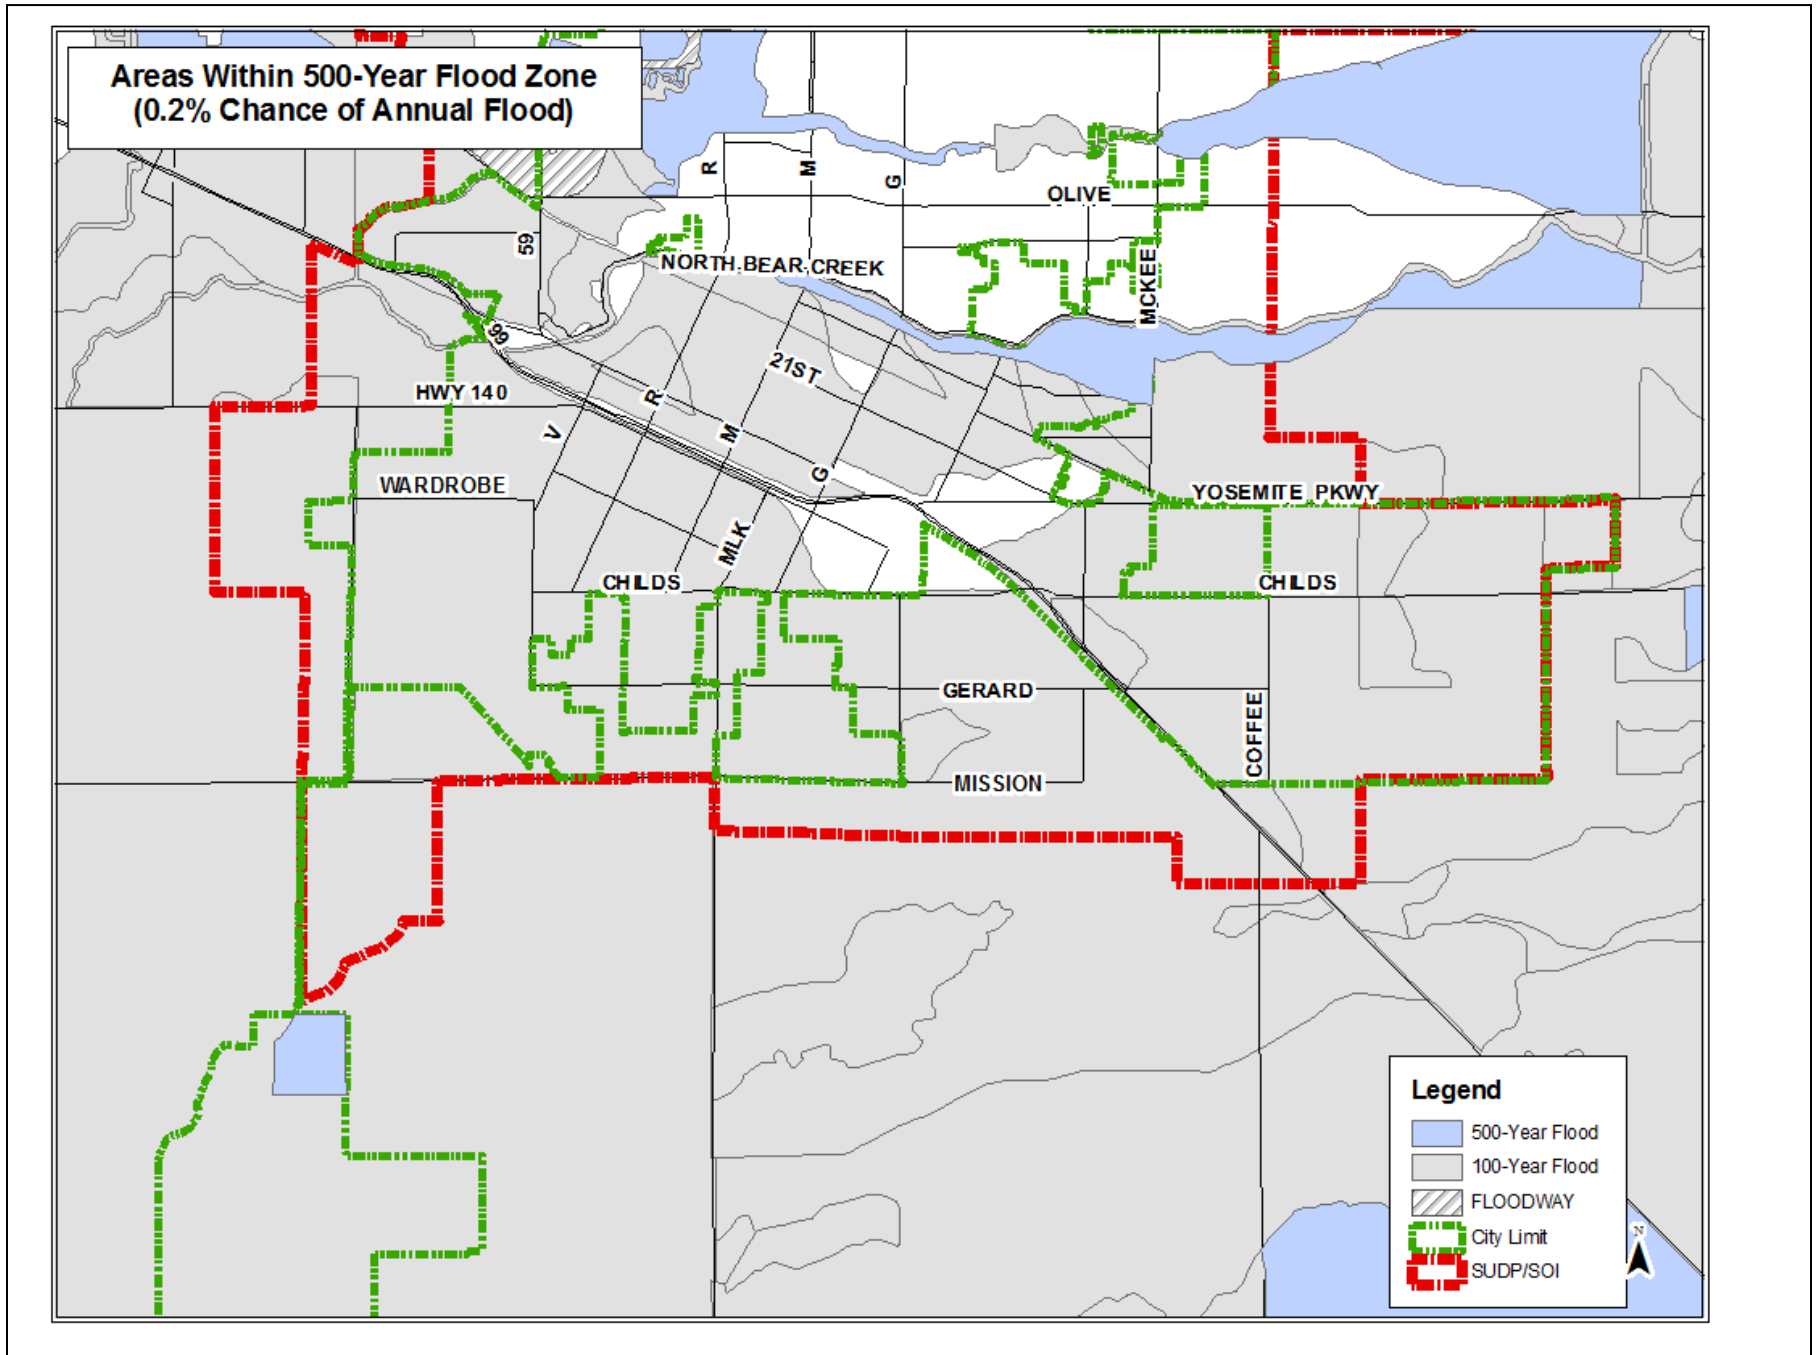 Areas Within 500-Year Flood Zone
(0.2% Chance of Annual Flood)
R
M
G
OLIVE
59
NORTH BEAR CREEK
MCKEE
99
21ST
HWY 140
R
V
M
G
WARDROBE
YOSEMITE PKWY
MLK
CHILDS
CHILDS
GERARD
COFFEE
MISSION
Legend
500-Year Flood
100-Year Flood
FLOODWAY
City Limit
SUDP/SOI
N